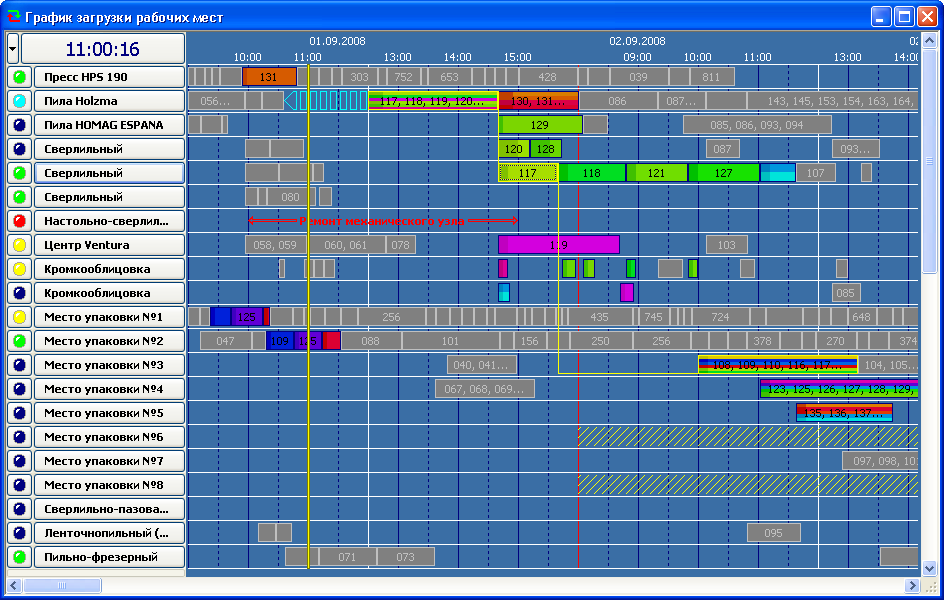 График загрузки рабочих мест
11:00:16
01.09.2008 02.09.2008
10:00 11:00 13:00 14:00 15:00 09:00 10:00 11:00 13:00 14:00
Пресс HPS 190 131 303 752 653 428 039 811
Пила Holzma 056... 117, 118, 119, 120... 130, 131... 086 087... 143, 145, 153, 154, 163, 164,
Пила HOMAG ESPANA 129 085, 086, 093, 094
Сверлильный 120 128 087 093...
Сверлильный 117 118 121 127 107
Сверлильный 080
Настольно-сверлил... Ремонт механического узла
Центр Ventura 058, 059 060, 061 078 119 103
Кромкооблицовка
Кромкооблицовка 085
Место упаковки №1 125 256 435 745 724 648
Место упаковки №2 047 109 125 088 101 156 250 256 378 270 374
Место упаковки №3 040, 041... 108, 109, 110, 116, 117... 104, 105...
Место упаковки №4 067, 068, 069... 123, 125, 126, 127, 128, 129,
Место упаковки №5 135, 136, 137...
Место упаковки №6
Место упаковки №7 097, 098, 101
Место упаковки №8
Сверлильно-пазова...
Ленточнопильный (... 095
Пильно-фрезерный 071 073